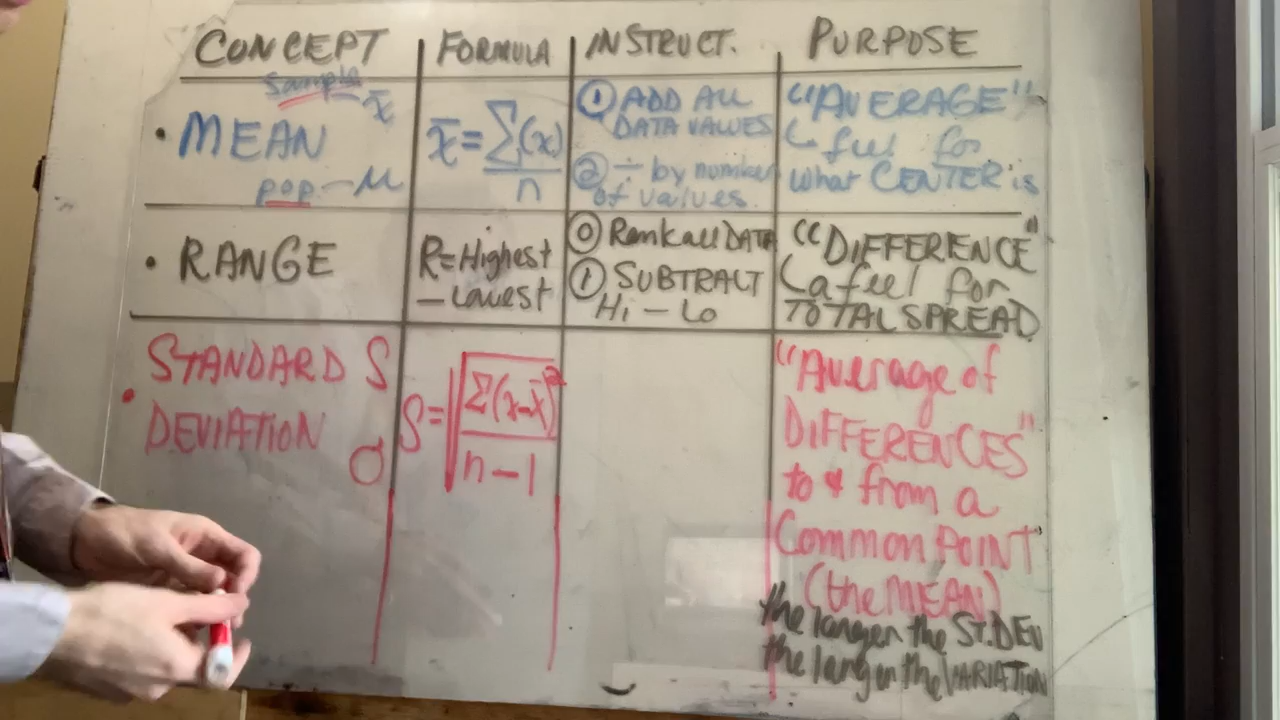 CONCEPT
FORMULA
INSTRUCT.
PURPOSE
Sample – x̄
• MEAN
pop – μ
x̄ = Σ(x)
n
① ADD ALL
DATA VALUES
② ÷ by number
of values.
“AVERAGE”
↳ feel for
what CENTER is
• RANGE
R=Highest
– Lowest
⓪ Rank all DATA
① SUBTRACT
Hi – Lo
“DIFFERENCE”
↳ a feel for
TOTAL SPREAD
• STANDARD S
DEVIATION
σ
S = √Σ(x–x̄)²
n–1
“Average of
DIFFERENCES”
to & from a
Common POINT
(the MEAN)
the larger the ST.DEV
the larger the VARIATION